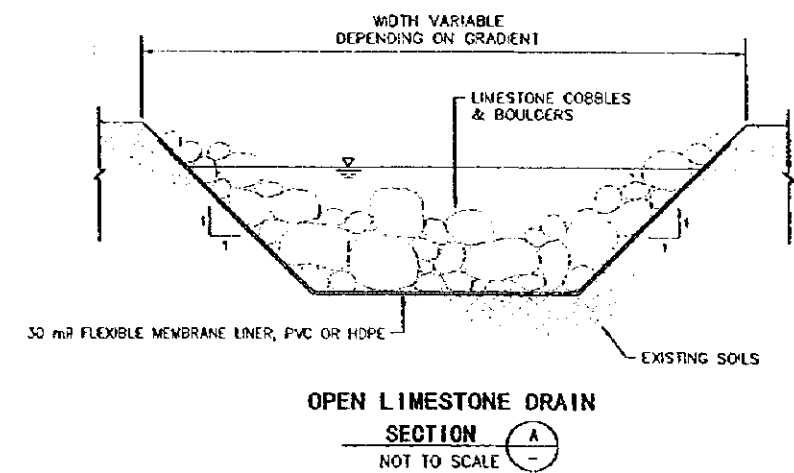 WIDTH VARIABLE
DEPENDING ON GRADIENT
LIMESTONE COBBLES
& BOULDERS
1
1
1
1
30 mil FLEXIBLE MEMBRANE LINER, PVC OR HDPE
EXISTING SOILS
OPEN LIMESTONE DRAIN
SECTION A
NOT TO SCALE -